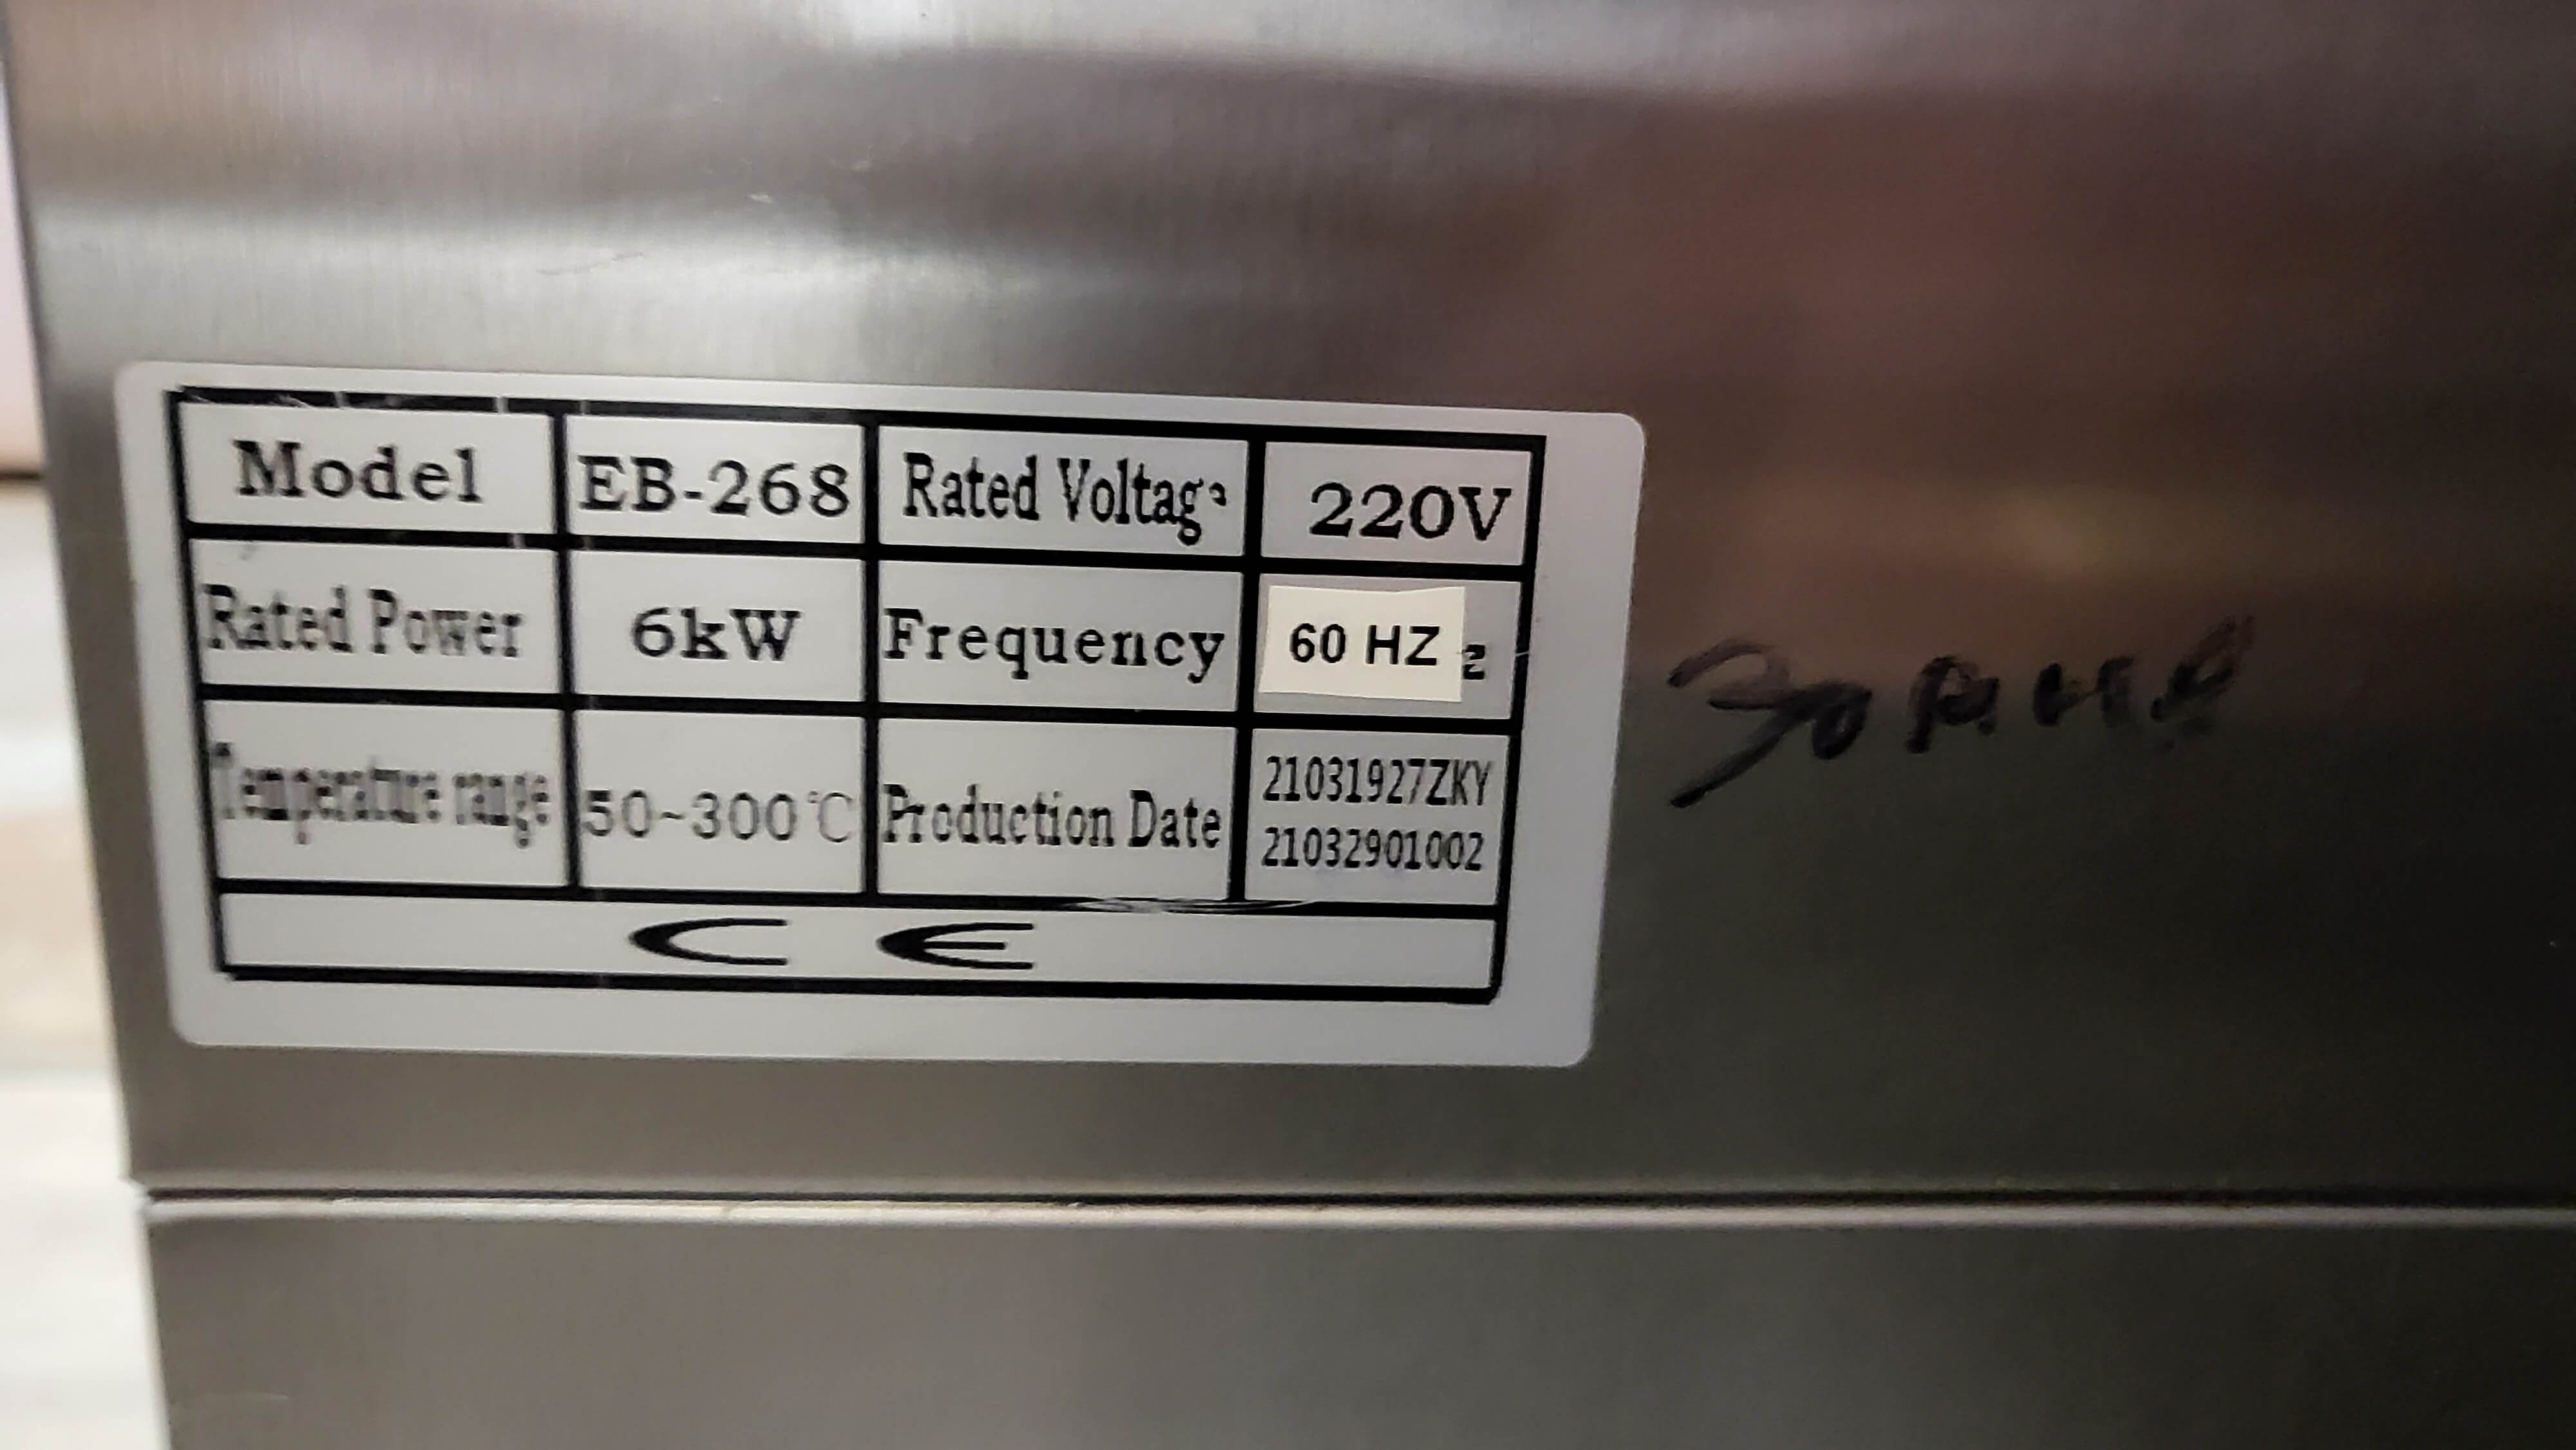 Model EB-268 Rated Voltage 220V
Rated Power 6kW Frequency 60 HZ z
Temperature range 50~300℃ Production Date 21031927ZKY
21032901002
CE